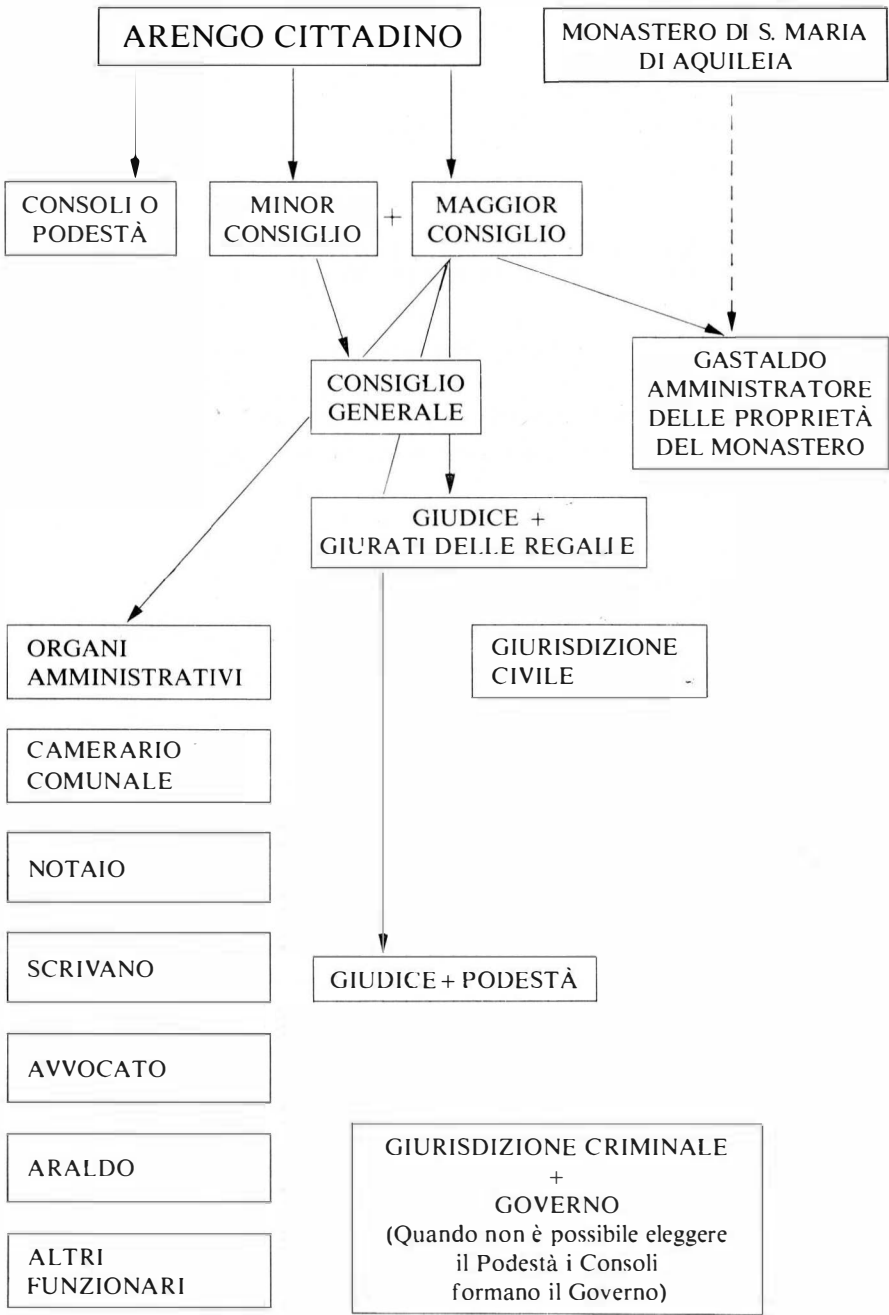 ARENGO CITTADINO
MONASTERO DI S. MARIA
DI AQUILEIA
CONSOLI O
PODESTÀ
MINOR
CONSIGLIO
+
MAGGIOR
CONSIGLIO
CONSIGLIO
GENERALE
GASTALDO
AMMINISTRATORE
DELLE PROPRIETÀ
DEL MONASTERO
GIUDICE +
GIURATI DELLE REGALIE
ORGANI
AMMINISTRATIVI
GIURISDIZIONE
CIVILE
CAMERARIO
COMUNALE
NOTAIO
SCRIVANO
GIUDICE + PODESTÀ
AVVOCATO
ARALDO
ALTRI
FUNZIONARI
GIURISDIZIONE CRIMINALE
+
GOVERNO
(Quando non è possibile eleggere
il Podestà i Consoli
formano il Governo)